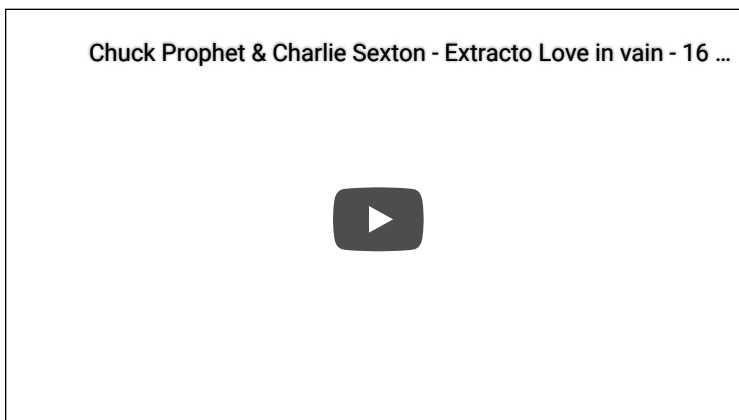 Chuck Prophet & Charlie Sexton - Extracto Love in vain - 16 ...